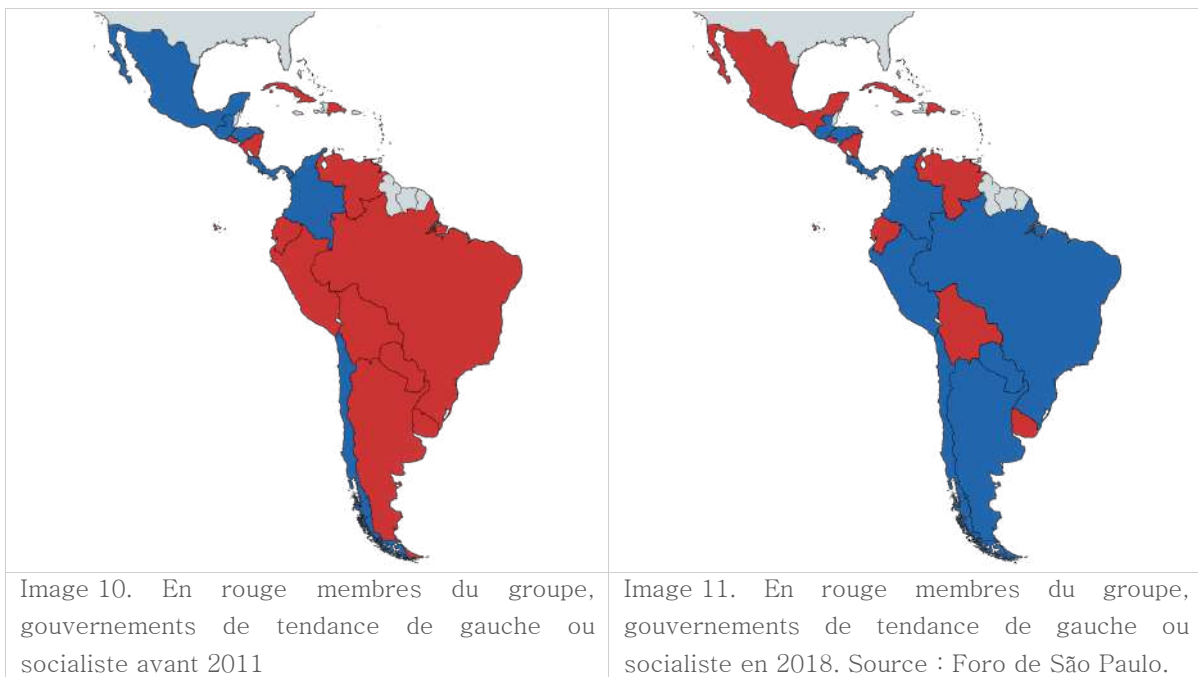 Image 10. En rouge membres du groupe,
gouvernements de tendance de gauche ou
socialiste avant 2011
Image 11. En rouge membres du groupe,
gouvernements de tendance de gauche ou
socialiste en 2018. Source : Foro de São Paulo.